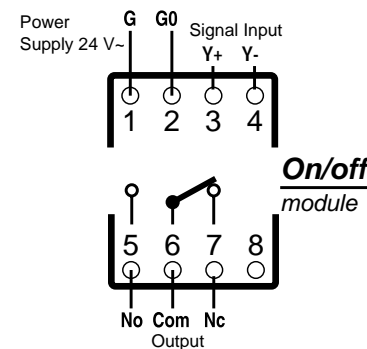 Power
Supply 24 V~
G G0
Signal Input
Y+ Y-
1 2 3 4
On/off
module
5 6 7 8
No Com Nc
Output